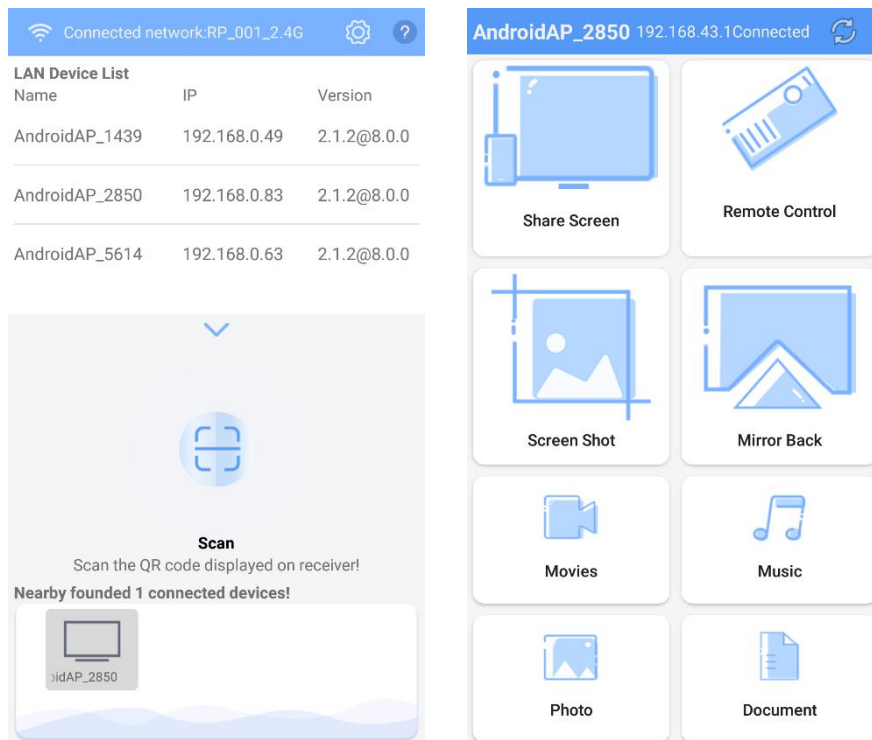 Connected network:RP_001_2.4G ?
LAN Device List
Name IP Version
AndroidAP_1439 192.168.0.49 2.1.2@8.0.0
AndroidAP_2850 192.168.0.83 2.1.2@8.0.0
AndroidAP_5614 192.168.0.63 2.1.2@8.0.0
Scan
Scan the QR code displayed on receiver!
Nearby founded 1 connected devices!
oidAP_2850
AndroidAP_2850 192.168.43.1Connected
Share Screen Remote Control
Screen Shot Mirror Back
Movies Music
Photo Document